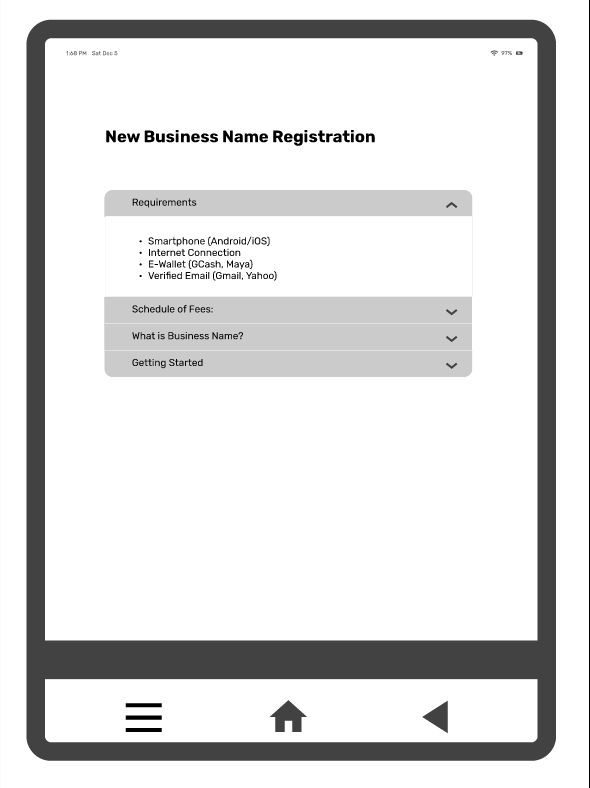 1:68 PM Sat Dec 5
97%
New Business Name Registration
Requirements
• Smartphone (Android/iOS)
• Internet Connection
• E-Wallet (GCash, Maya)
• Verified Email (Gmail, Yahoo)
Schedule of Fees:
What is Business Name?
Getting Started